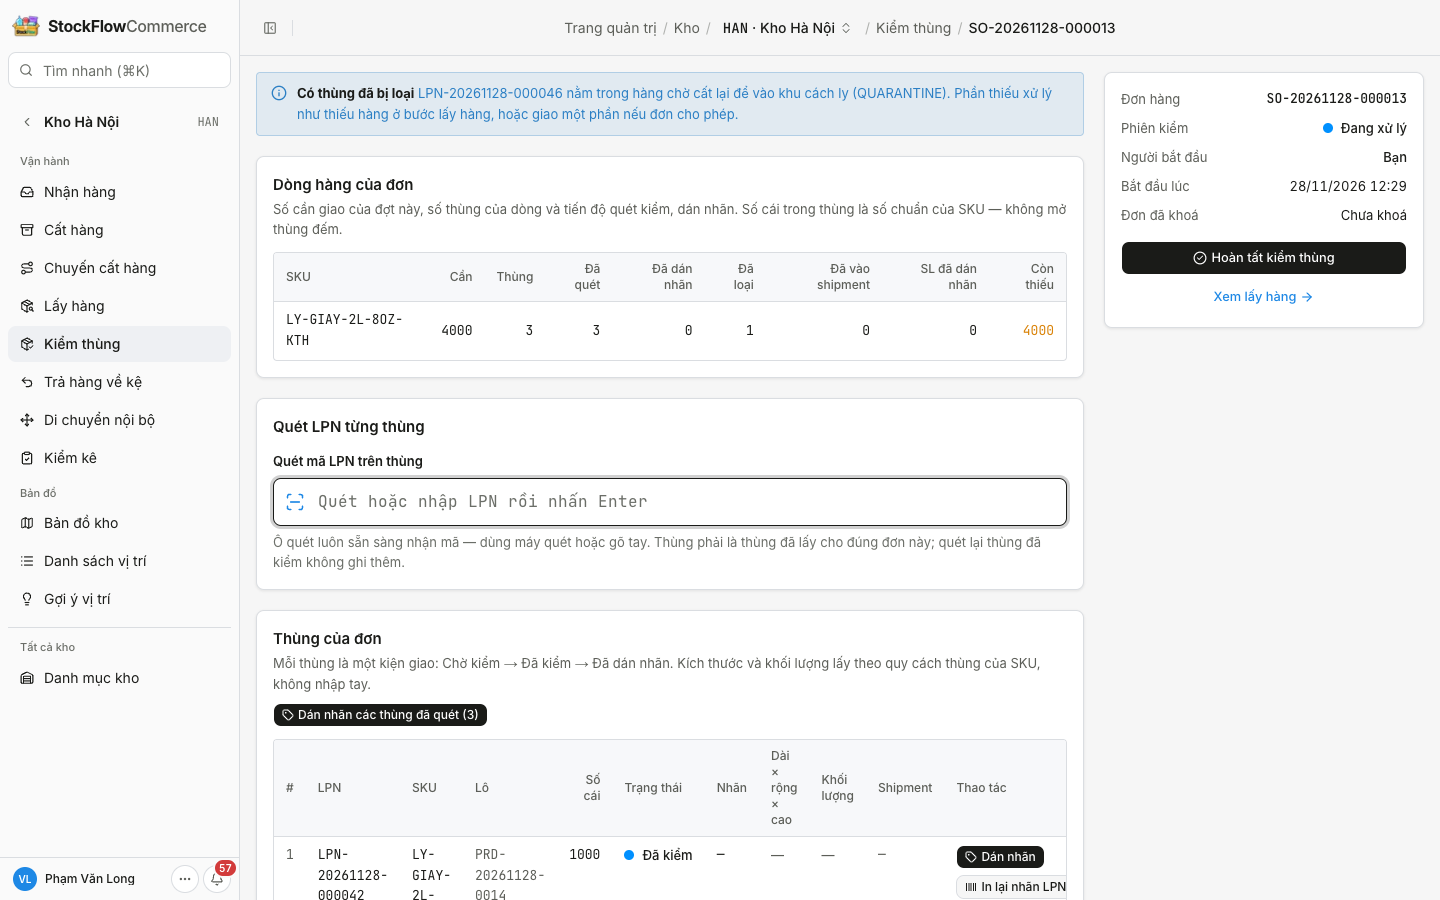 StockFlowCommerce
Tìm nhanh (⌘K)
Kho Hà Nội HAN
Vận hành
Nhận hàng
Cất hàng
Chuyến cất hàng
Lấy hàng
Kiểm thùng
Trả hàng về kệ
Di chuyển nội bộ
Kiểm kê
Bản đồ
Bản đồ kho
Danh sách vị trí
Gợi ý vị trí
Tất cả kho
Danh mục kho
VL Phạm Văn Long
57
Trang quản trị / Kho / HAN · Kho Hà Nội / Kiểm thùng / SO-20261128-000013
Có thùng đã bị loại LPN-20261128-000046 nằm trong hàng chờ cất lại để vào khu cách ly (QUARANTINE). Phần thiếu xử lý
như thiếu hàng ở bước lấy hàng, hoặc giao một phần nếu đơn cho phép.
Dòng hàng của đơn
Số cần giao của đợt này, số thùng của dòng và tiến độ quét kiểm, dán nhãn. Số cái trong thùng là số chuẩn của SKU — không mở
thùng đếm.
SKU Cần Thùng Đã quét Đã dán nhãn Đã loại Đã vào shipment SL đã dán nhãn Còn thiếu
LY-GIAY-2L-8OZ-KTH 4000 3 3 0 1 0 0 4000
Quét LPN từng thùng
Quét mã LPN trên thùng
Quét hoặc nhập LPN rồi nhấn Enter
Ô quét luôn sẵn sàng nhận mã — dùng máy quét hoặc gõ tay. Thùng phải là thùng đã lấy cho đúng đơn này; quét lại thùng đã
kiểm không ghi thêm.
Thùng của đơn
Mỗi thùng là một kiện giao: Chờ kiểm → Đã kiểm → Đã dán nhãn. Kích thước và khối lượng lấy theo quy cách thùng của SKU,
không nhập tay.
Dán nhãn các thùng đã quét (3)
# LPN SKU Lô Số cái Trạng thái Nhãn Dài × rộng × cao Khối lượng Shipment Thao tác
1 LPN-20261128-000042 LY-GIAY-2L- PRD-20261128-0014 1000 Đã kiểm — — — — Dán nhãn
In lại nhãn LPN
Đơn hàng SO-20261128-000013
Phiên kiểm Đang xử lý
Người bắt đầu Bạn
Bắt đầu lúc 28/11/2026 12:29
Đơn đã khoá Chưa khoá
Hoàn tất kiểm thùng
Xem lấy hàng →